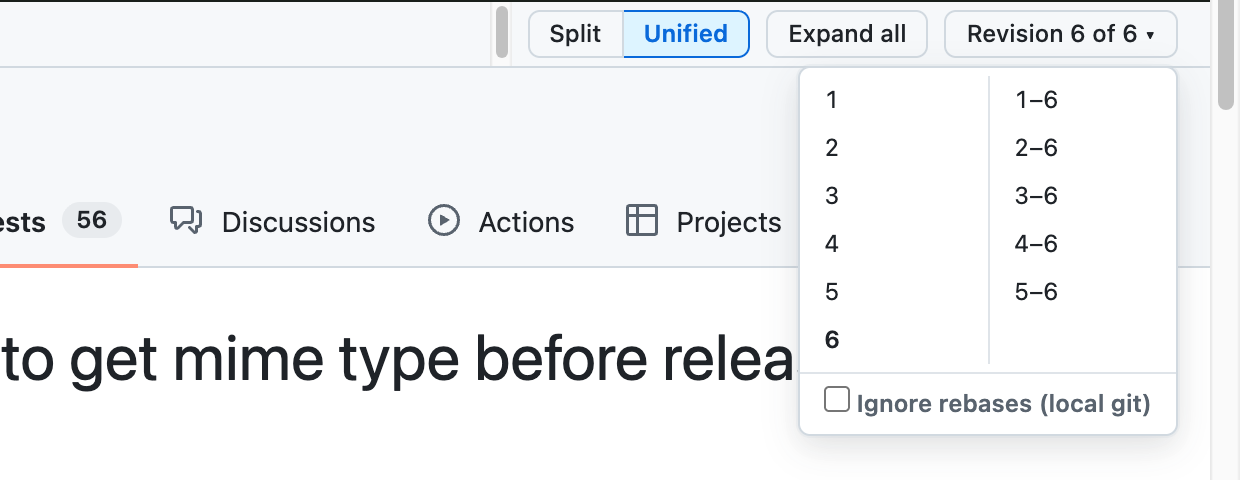 Split Unified Expand all Revision 6 of 6 ▾
1 1–6
2 2–6
3 3–6
4 4–6
5 5–6
6
Ignore rebases (local git)
ests 56 Discussions Actions Projects
to get mime type before relea